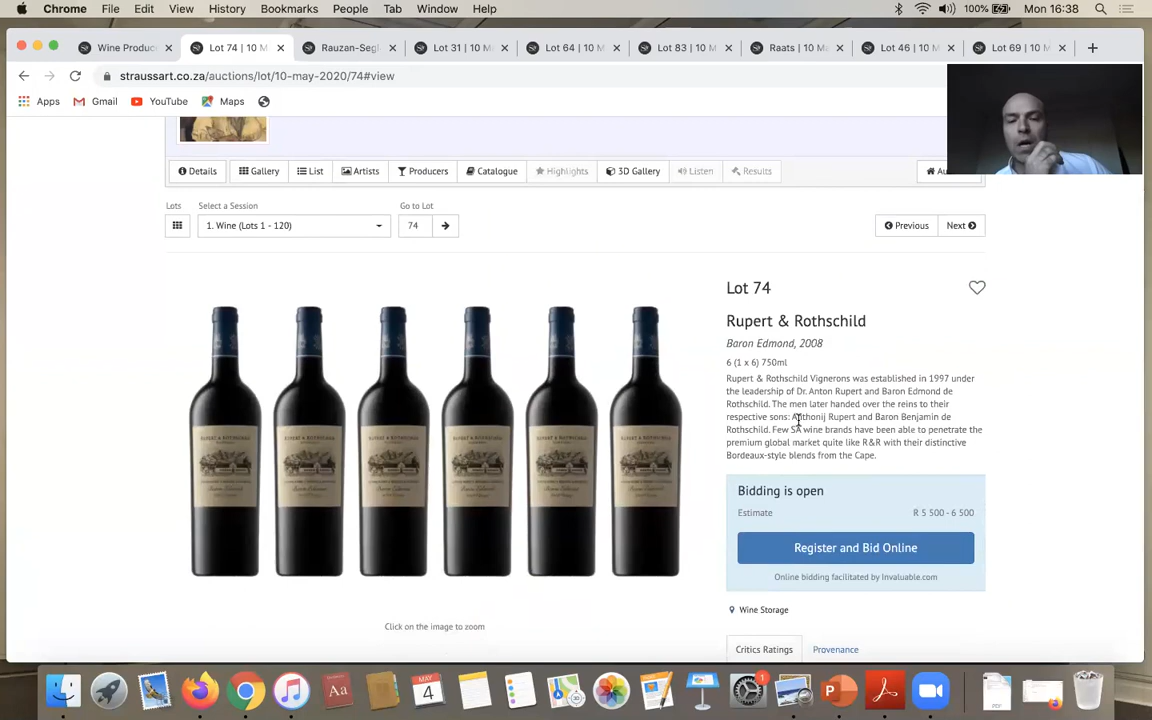 Chrome File Edit View History Bookmarks People Tab Window Help 100% Mon 16:38
Wine Produc Lot 74 | 10 M Rauzan-Segl Lot 31 | 10 M Lot 64 | 10 M Lot 83 | 10 M Raats | 10 M Lot 46 | 10 M Lot 69 | 10 M
straussart.co.za/auctions/lot/10-may-2020/74#view
Apps Gmail YouTube Maps
Details Gallery List Artists Producers Catalogue Highlights 3D Gallery Listen Results Au
Lots Select a Session Go to Lot
1. Wine (Lots 1 - 120) 74 Previous Next
Lot 74
Rupert & Rothschild
Baron Edmond, 2008
6 (1 x 6) 750ml
Rupert & Rothschild Vignerons was established in 1997 under
the leadership of Dr. Anton Rupert and Baron Edmond de
Rothschild. The men later handed over the reins to their
respective sons: Anthonij Rupert and Baron Benjamin de
Rothschild. Few SA wine brands have been able to penetrate the
premium global market quite like R&R with their distinctive
Bordeaux-style blends from the Cape.
Bidding is open
Estimate R 5 500 - 6 500
Register and Bid Online
Online bidding facilitated by Invaluable.com
Click on the image to zoom
Wine Storage
Critics Ratings Provenance
MAY
4
1